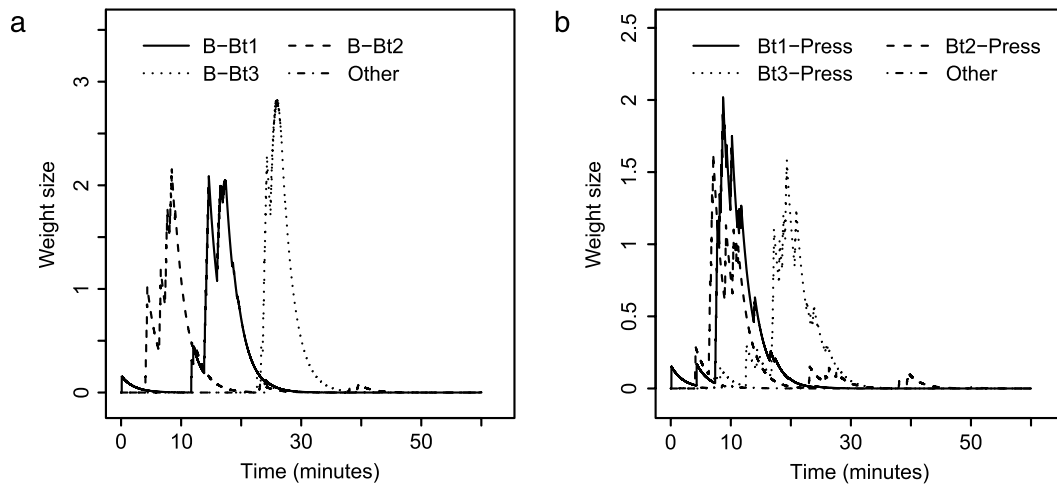 a
B−Bt1 B−Bt2
B−Bt3 Other
Weight size
0 1 2 3
0 10 30 50
Time (minutes)
b
Bt1−Press Bt2−Press
Bt3−Press Other
Weight size
0 0.5 1 1.5 2 2.5
0 10 30 50
Time (minutes)